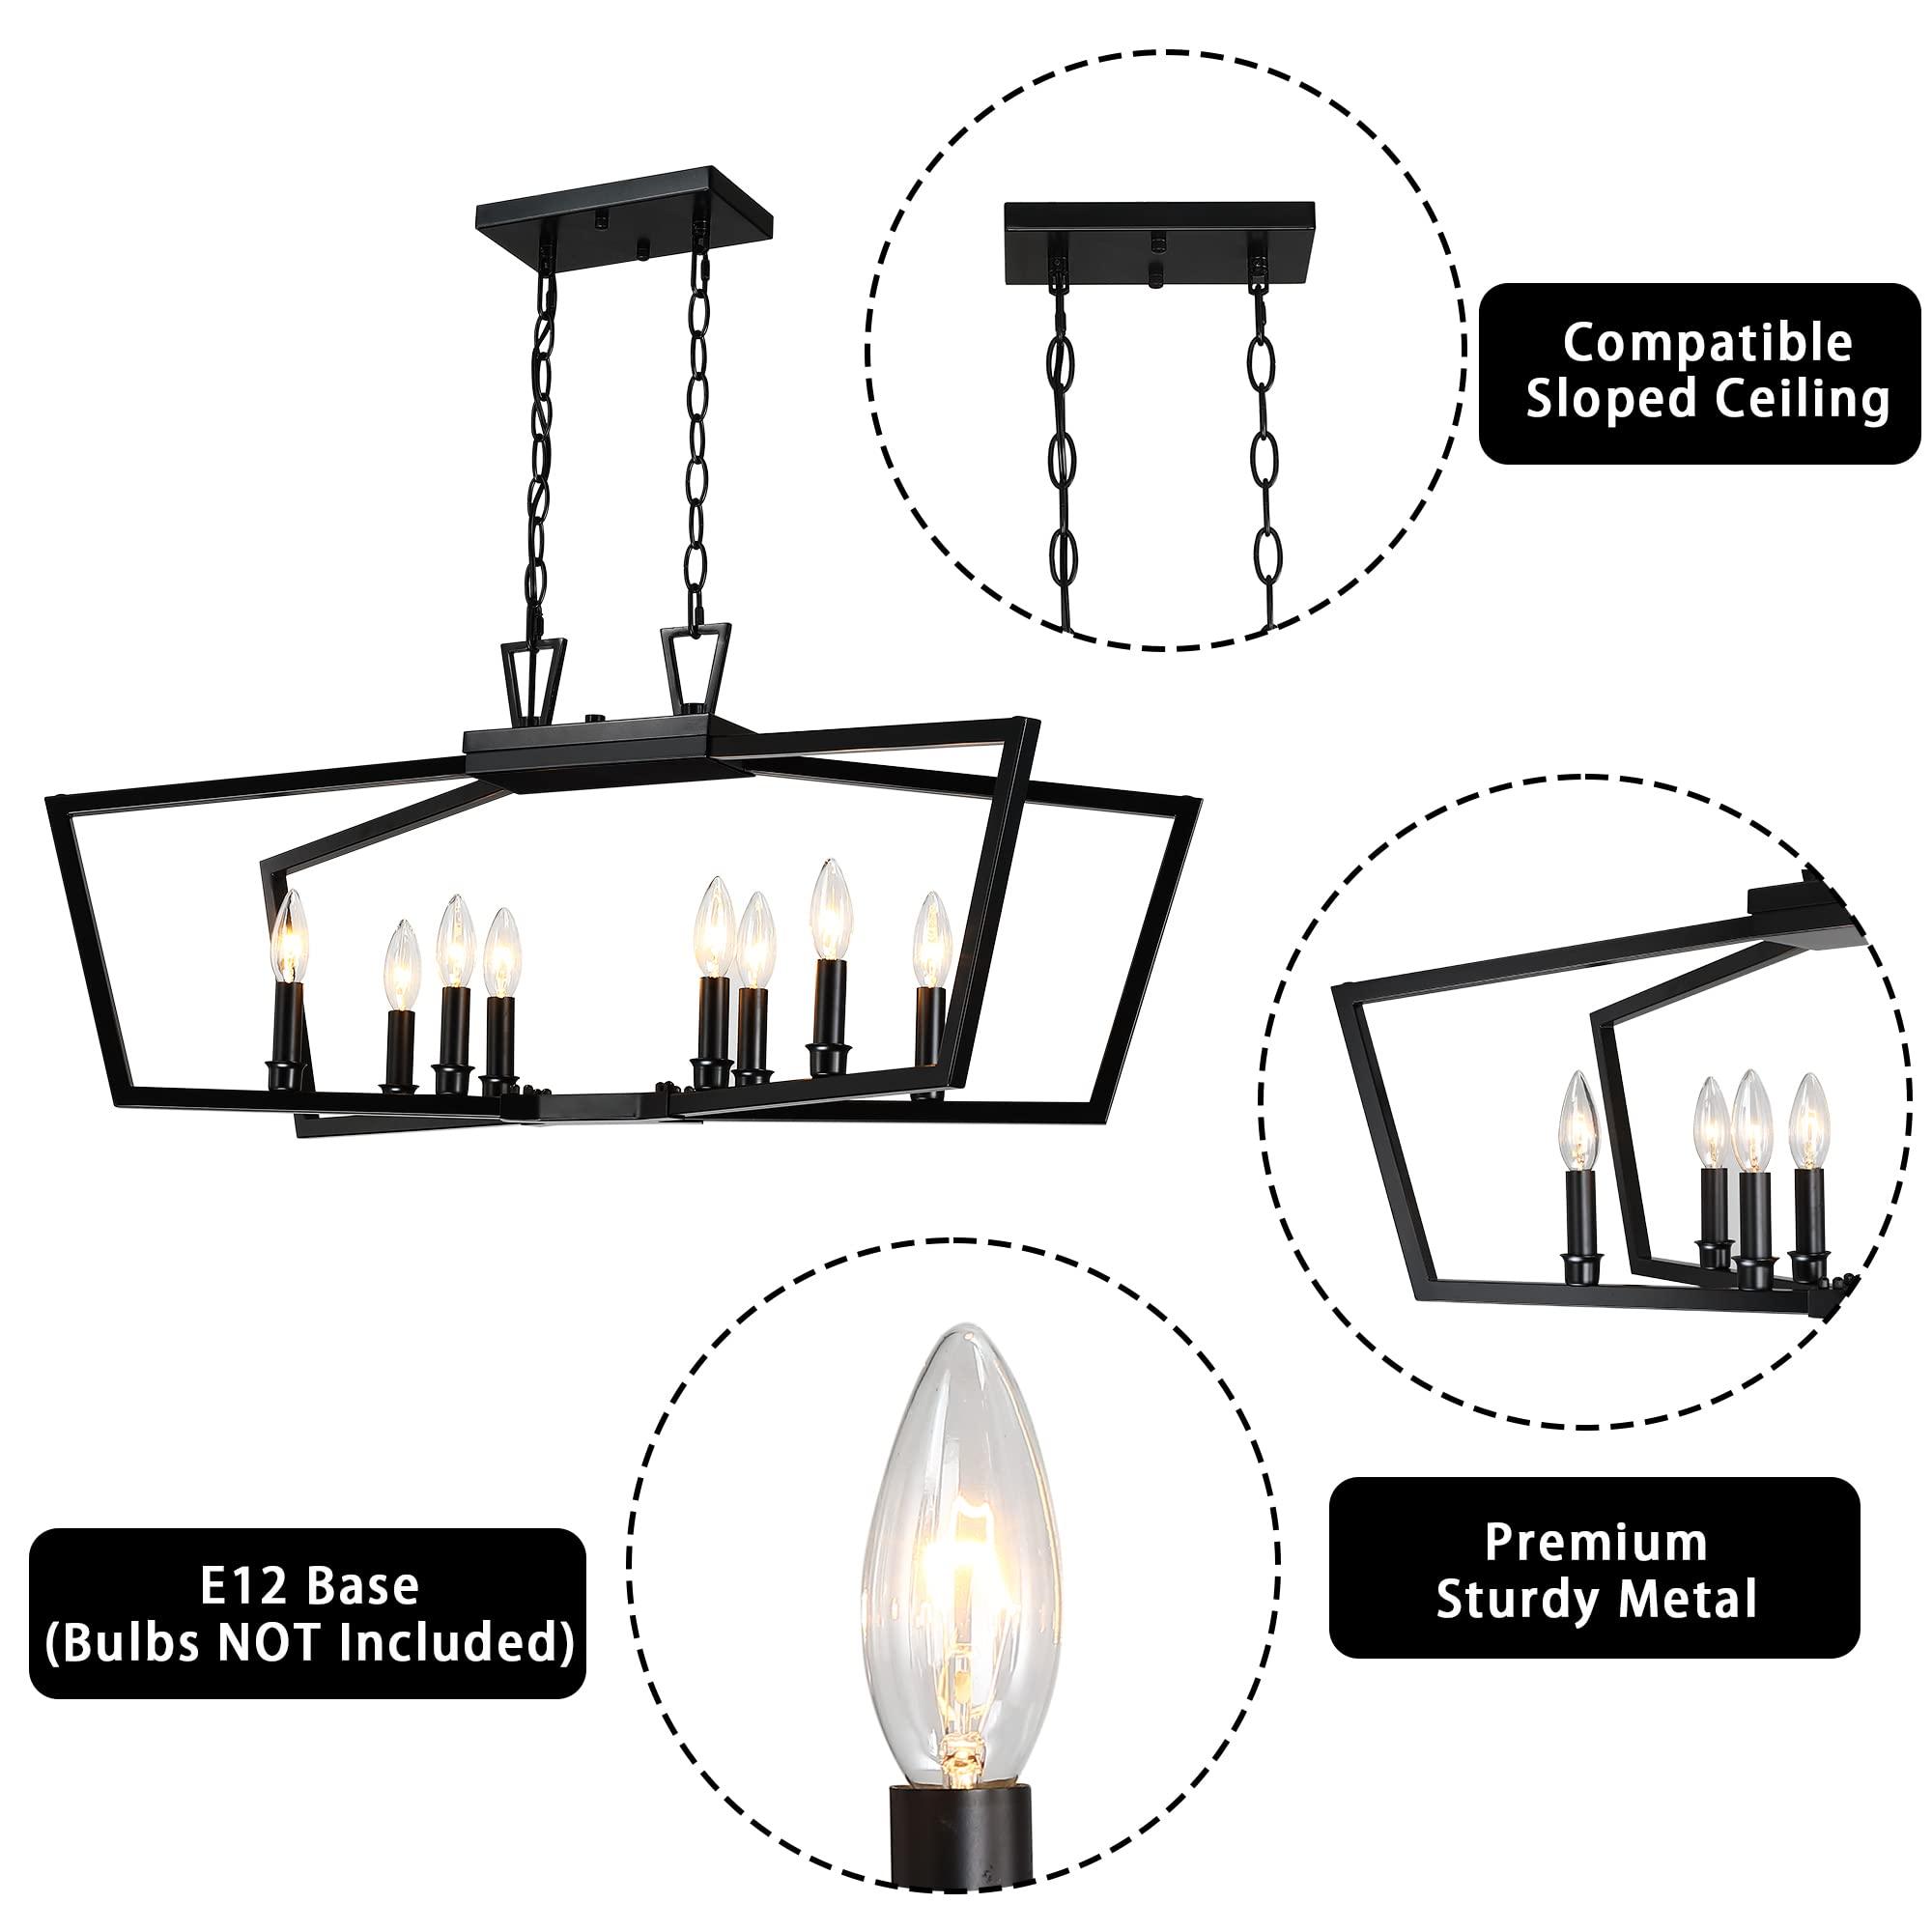 Compatible
Sloped Ceiling
Premium
Sturdy Metal
E12 Base
(Bulbs NOT Included)